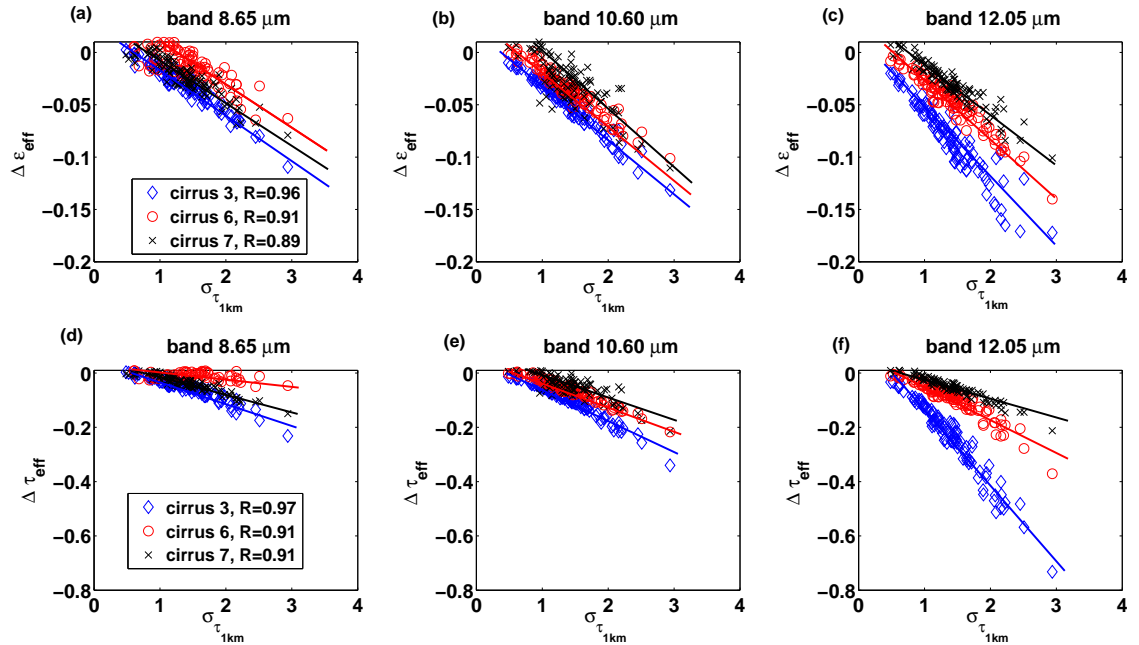 (a) band 8.65 μm
Δ ε_eff
0
−0.05
−0.1
−0.15
−0.2
cirrus 3, R=0.96
cirrus 6, R=0.91
cirrus 7, R=0.89
0 1 2 3 4
σ_τ_1km
(b) band 10.60 μm
Δ ε_eff
0
−0.05
−0.1
−0.15
−0.2
0 1 2 3 4
σ_τ_1km
(c) band 12.05 μm
Δ ε_eff
0
−0.05
−0.1
−0.15
−0.2
0 1 2 3 4
σ_τ_1km
(d) band 8.65 μm
Δ τ_eff
0
−0.2
−0.4
−0.6
−0.8
cirrus 3, R=0.97
cirrus 6, R=0.91
cirrus 7, R=0.91
0 1 2 3 4
σ_τ_1km
(e) band 10.60 μm
Δ τ_eff
0
−0.2
−0.4
−0.6
−0.8
0 1 2 3 4
σ_τ_1km
(f) band 12.05 μm
Δ τ_eff
0
−0.2
−0.4
−0.6
−0.8
0 1 2 3 4
σ_τ_1km